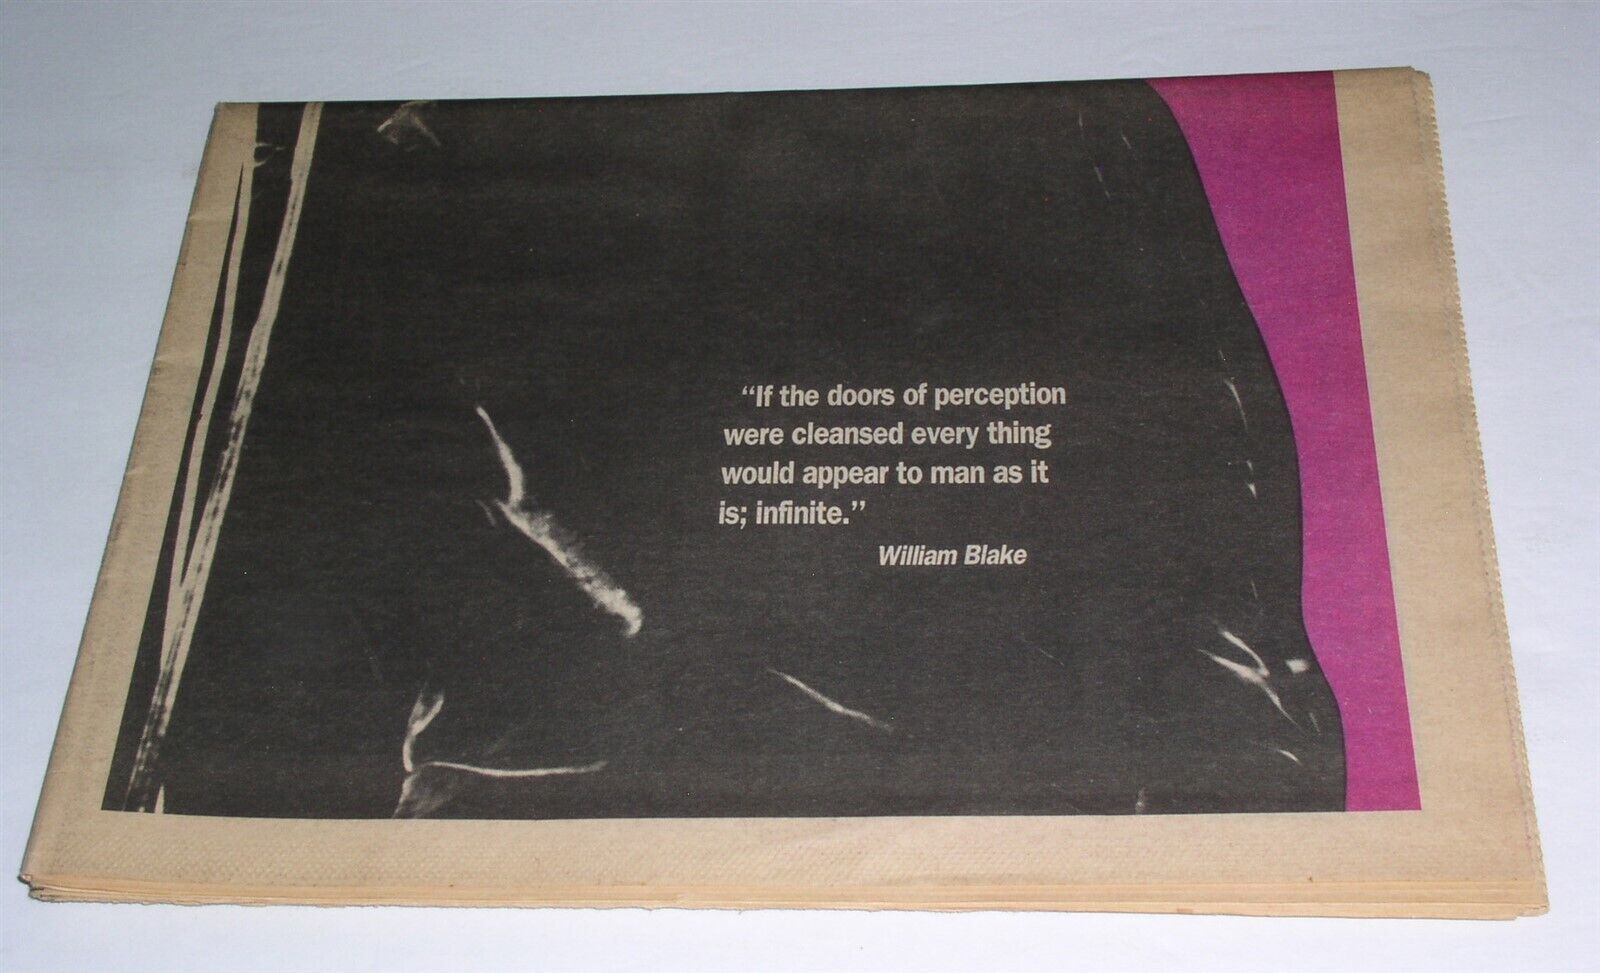 “If the doors of perception
were cleansed every thing
would appear to man as it
is; infinite.”
William Blake